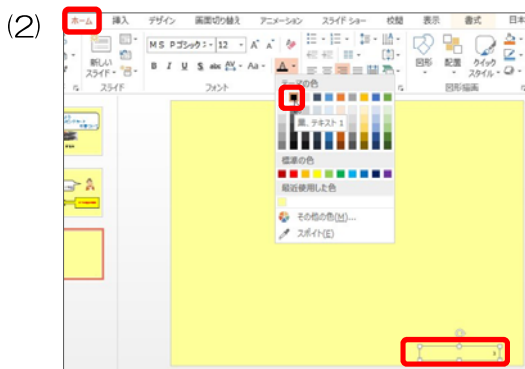 (2)
ホーム 挿入 デザイン 画面切り替え アニメーション スライド ショー 校閲 表示 書式 日本
新しい
スライド
MS Pゴシック 12 A A
B I U S abc AV Aa A
図形 配置 クイック
スタイル
スライド フォント 図形描画
テーマの色
黒、テキスト 1
標準の色
最近使用した色
その他の色(M)...
スポイト(E)
3